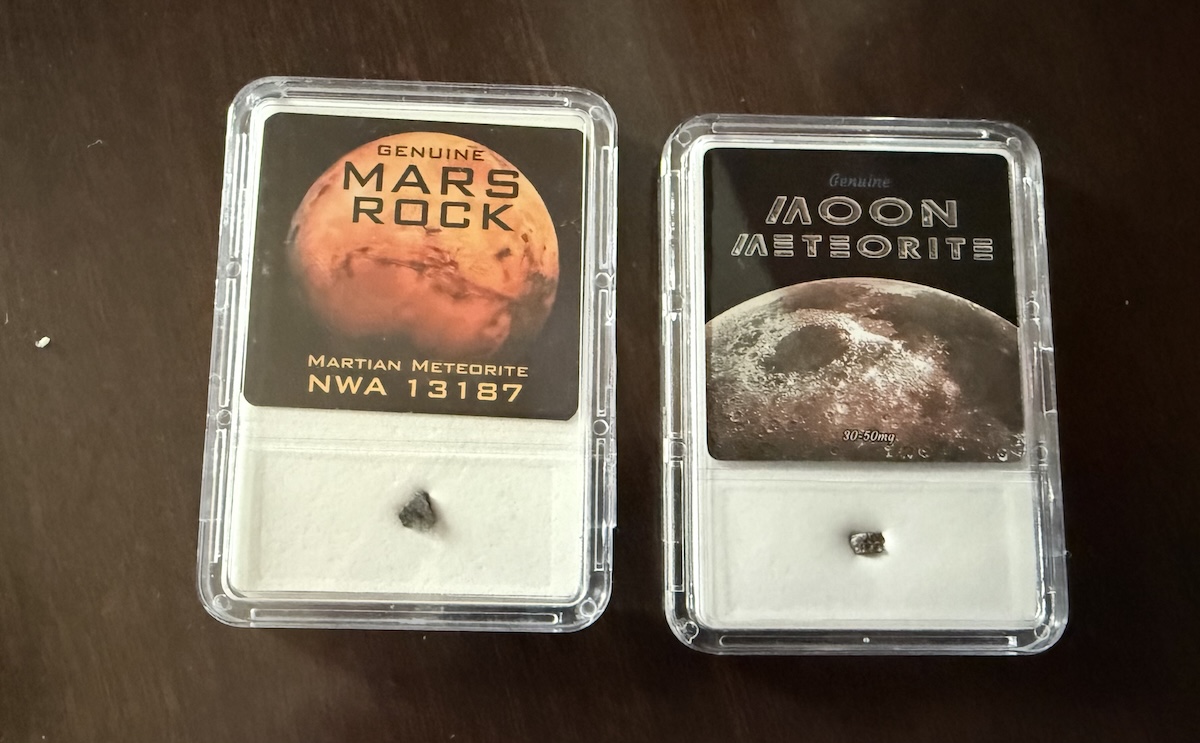 GENUINE
MARS
ROCK
MARTIAN METEORITE
NWA 13187
Genuine
MOON
METEORITE
30-50mg